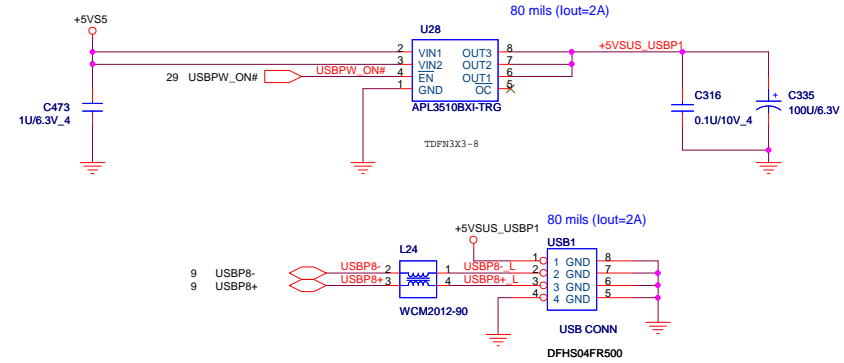 80 mils (Iout=2A)
+5VS5
U28
2 VIN1 OUT3 8 +5VSUS_USBP1
3 VIN2 OUT2 7
29 USBPW_ON# USBPW_ON# 4 EN OUT1 6
1 GND OC 5
APL3510BXI-TRG
C473
1U/6.3V_4
C316
0.1U/10V_4
+ C335
100U/6.3V
TDFN3X3-8
80 mils (Iout=2A)
+5VSUS_USBP1
USB1
L24
1 1 GND 8
9 USBP8- USBP8- 2 1 USBP8-_L 2 2 GND 7
9 USBP8+ USBP8+ 3 4 USBP8+_L 3 3 GND 6
4 4 GND 5
WCM2012-90
USB CONN
DFHS04FR500